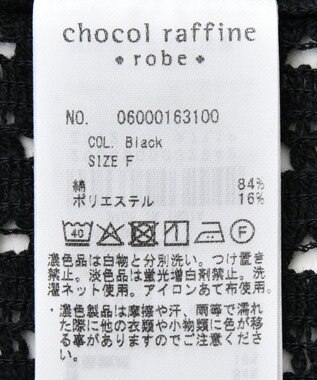 chocol raffine
robe
NO. 06000163100
COL. Black
SIZE F
綿 84%
ポリエステル 16%
40 F
濃色品は白物と分別洗い。つけ置き
禁止。淡色品は蛍光増白剤禁止。洗
濯ネット使用。アイロンあて布使用。
・濃色製品は摩擦や汗、雨等で濡れ
た際に他の衣類や小物類に色が移
る事がありますのでご注意くださ
い。